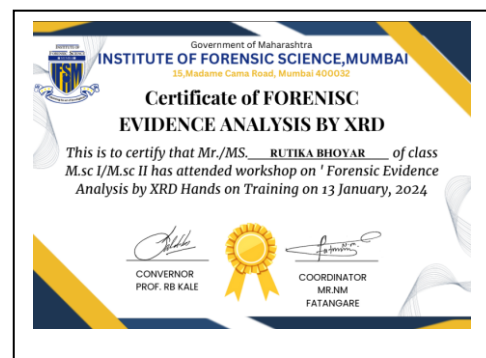 Government of Maharashtra
INSTITUTE OF FORENSIC SCIENCE,MUMBAI
15,Madame Cama Road, Mumbai 400032
IFSM
Certificate of FORENISC
EVIDENCE ANALYSIS BY XRD
This is to certify that Mr./MS. RUTIKA BHOYAR of class
M.sc I/M.sc II has attended workshop on ' Forensic Evidence
Analysis by XRD Hands on Training on 13 January, 2024
CONVERNOR
PROF. RB KALE
COORDINATOR
MR.NM
FATANGARE